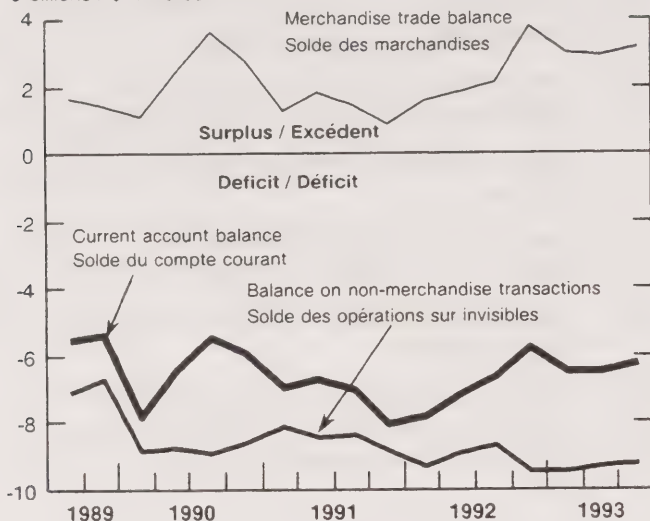 4
Merchandise trade balance
Solde des marchandises
2
Surplus / Excédent
0
Deficit / Déficit
-2
Current account balance
Solde du compte courant
-4
Balance on non-merchandise transactions
Solde des opérations sur invisibles
-6
-8
-10
1989 1990 1991 1992 1993